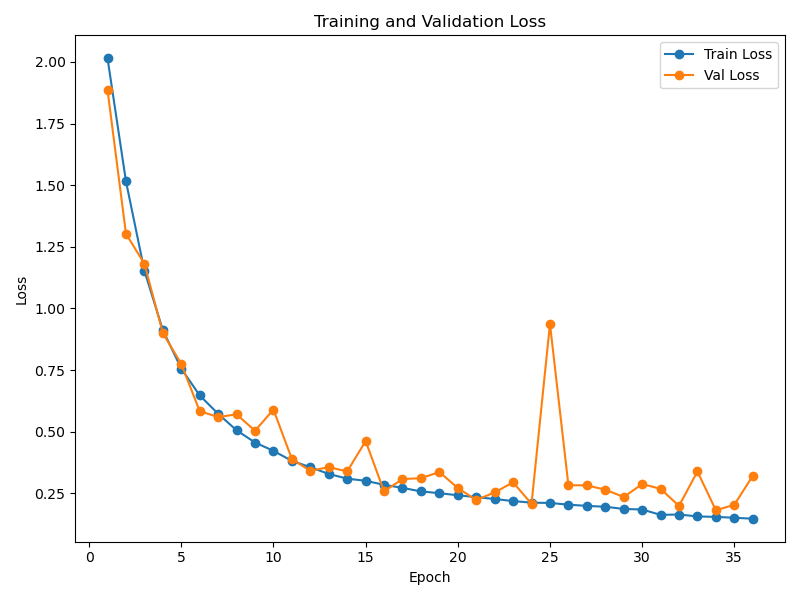 Training and Validation Loss
Train Loss
Val Loss
2.00
1.75
1.50
1.25
1.00
0.75
0.50
0.25
Loss
0 5 10 15 20 25 30 35
Epoch